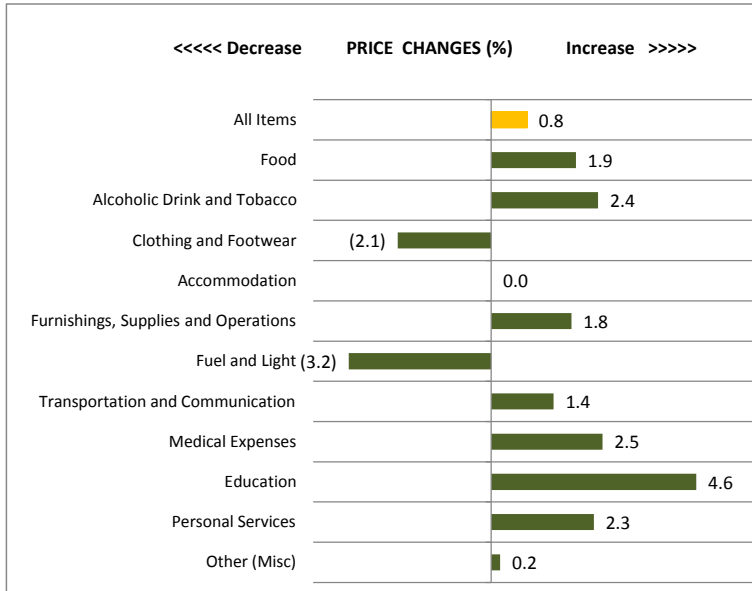 <<<<< Decrease PRICE CHANGES (%) Increase >>>>>
All Items 0.8
Food 1.9
Alcoholic Drink and Tobacco 2.4
Clothing and Footwear (2.1)
Accommodation 0.0
Furnishings, Supplies and Operations 1.8
Fuel and Light (3.2)
Transportation and Communication 1.4
Medical Expenses 2.5
Education 4.6
Personal Services 2.3
Other (Misc) 0.2